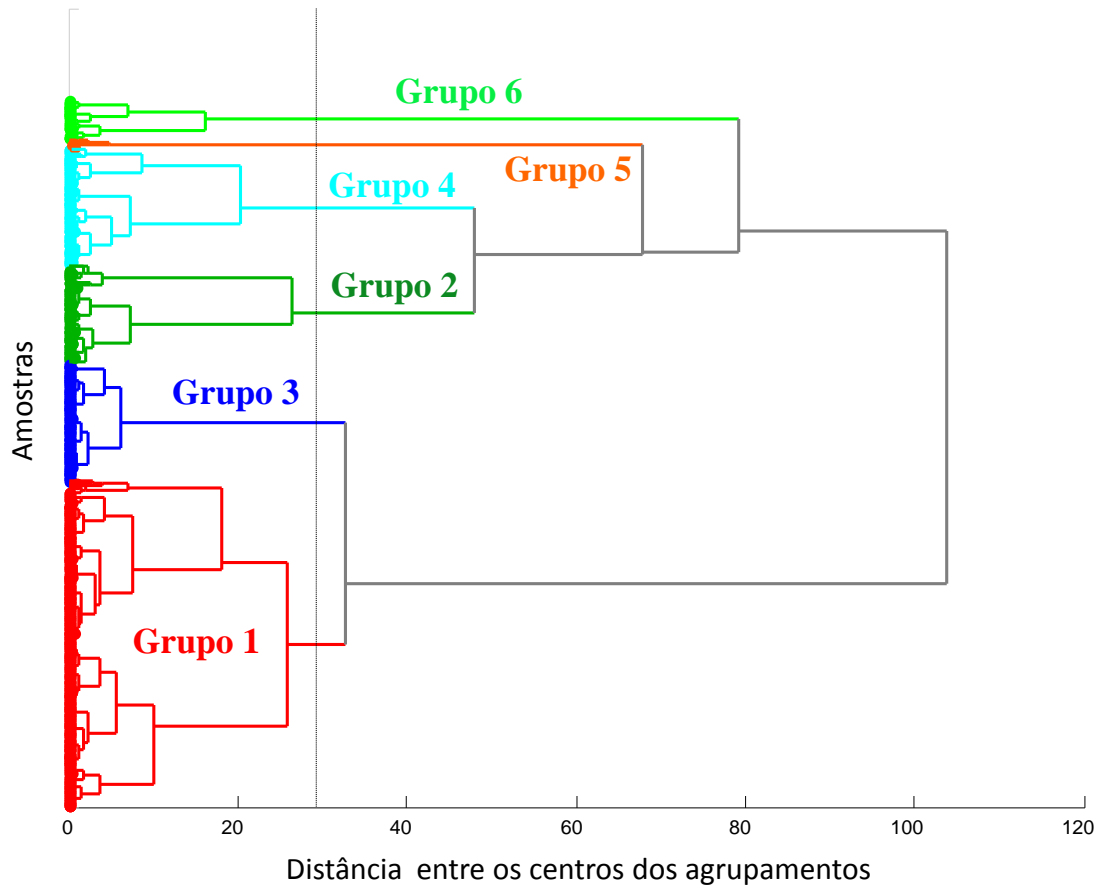 Grupo 6
Grupo 5
Grupo 4
Grupo 2
Grupo 3
Grupo 1
Amostras
0 20 40 60 80 100 120
Distância entre os centros dos agrupamentos